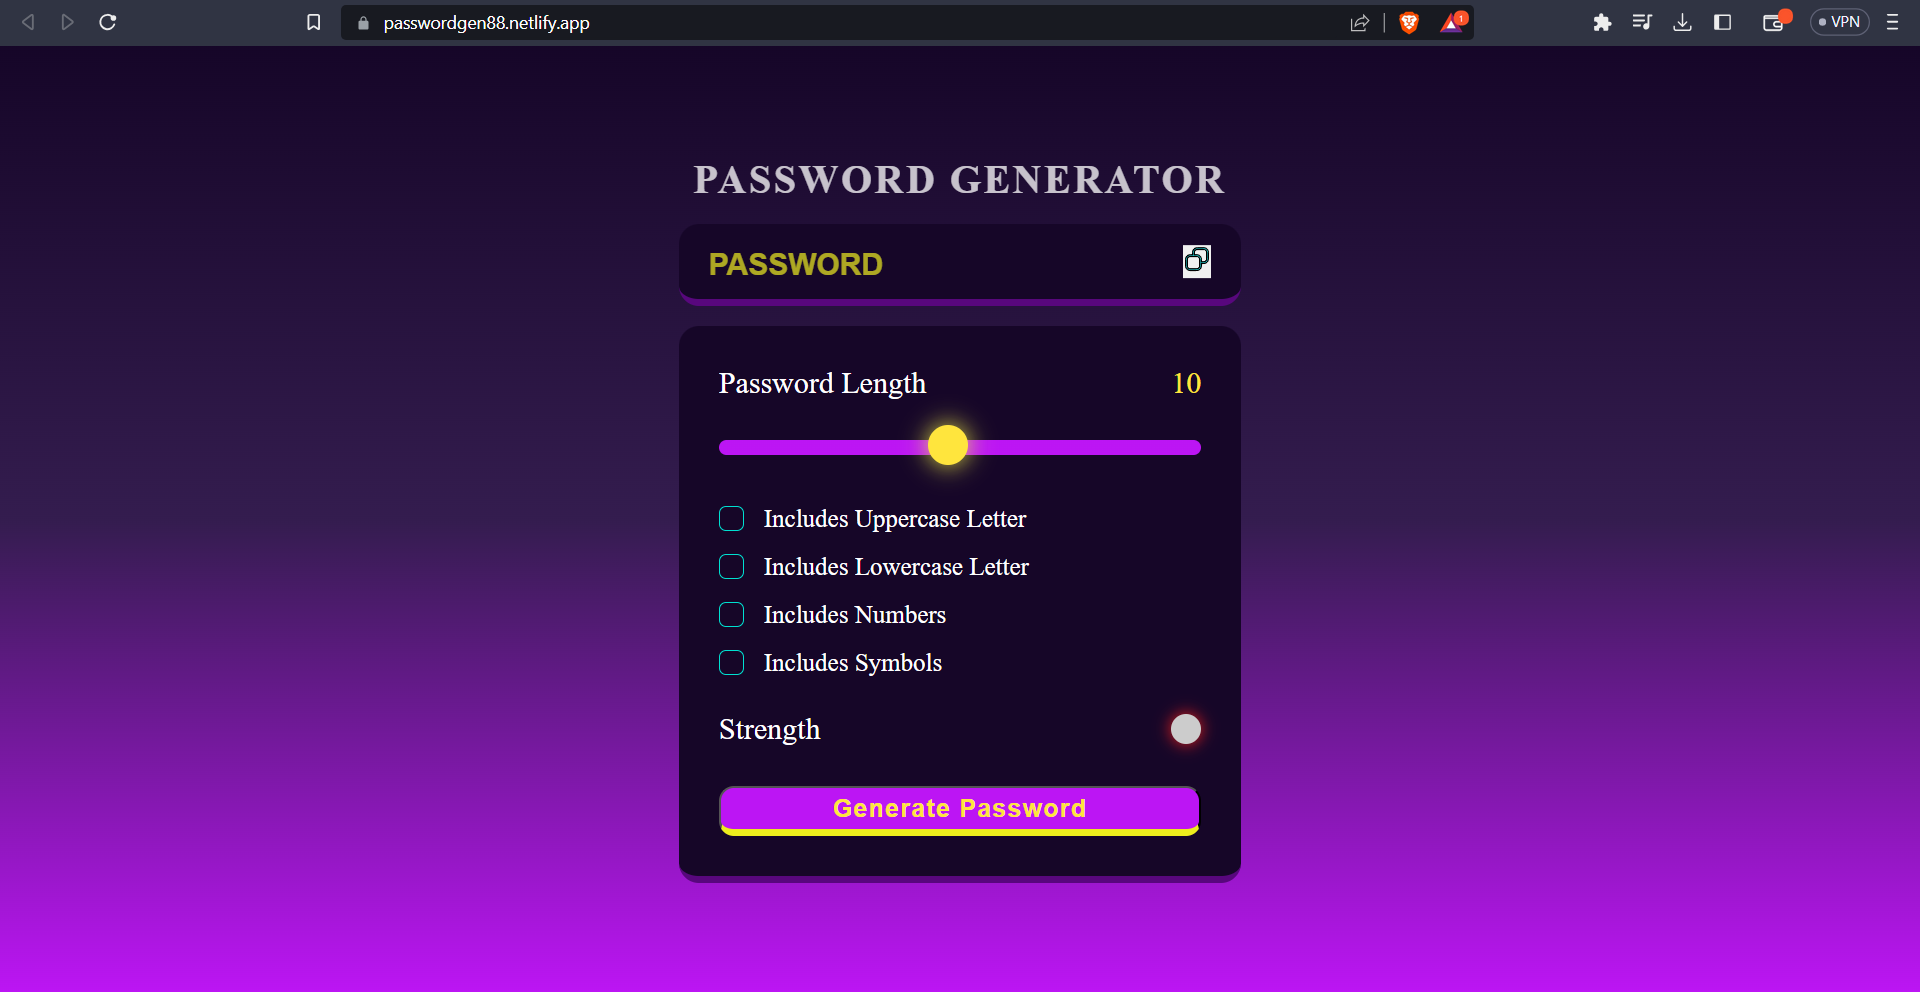 passwordgen88.netlify.app
1
VPN
PASSWORD GENERATOR
PASSWORD
Password Length 10
Includes Uppercase Letter
Includes Lowercase Letter
Includes Numbers
Includes Symbols
Strength
Generate Password